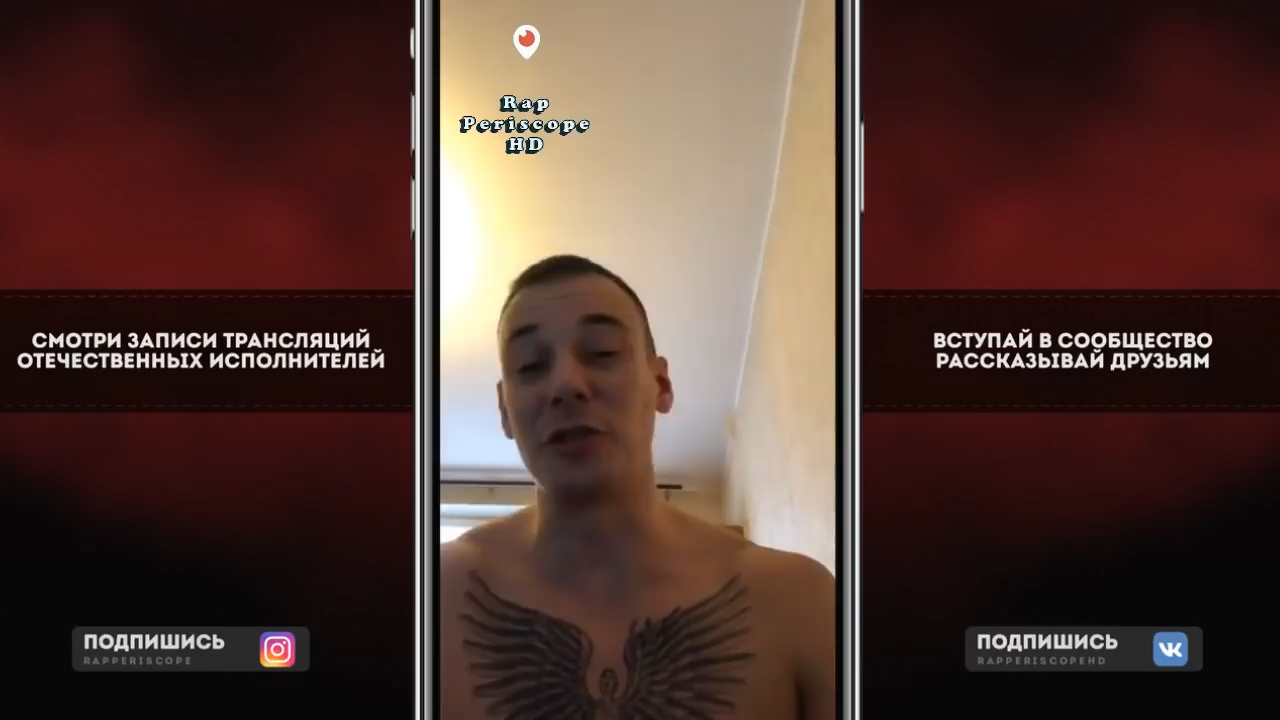 Rap
Periscope
HD
СМОТРИ ЗАПИСИ ТРАНСЛЯЦИЙ
ОТЕЧЕСТВЕННЫХ ИСПОЛНИТЕЛЕЙ
ВСТУПАЙ В СООБЩЕСТВО
РАССКАЗЫВАЙ ДРУЗЬЯМ
ПОДПИШИСЬ
RAPPERISCOPE
ПОДПИШИСЬ
RAPPERISCOPEHD